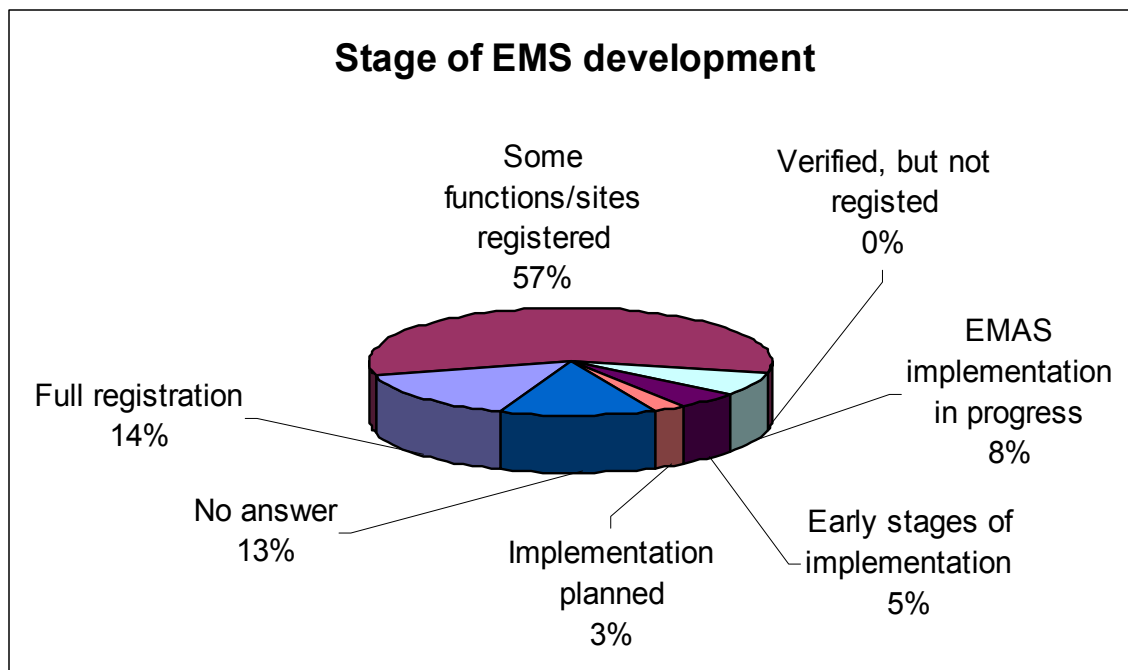 Stage of EMS development
Some
functions/sites
registered
57%
Verified, but not
registed
0%
EMAS
implementation
in progress
8%
Early stages of
implementation
5%
Implementation
planned
3%
No answer
13%
Full registration
14%